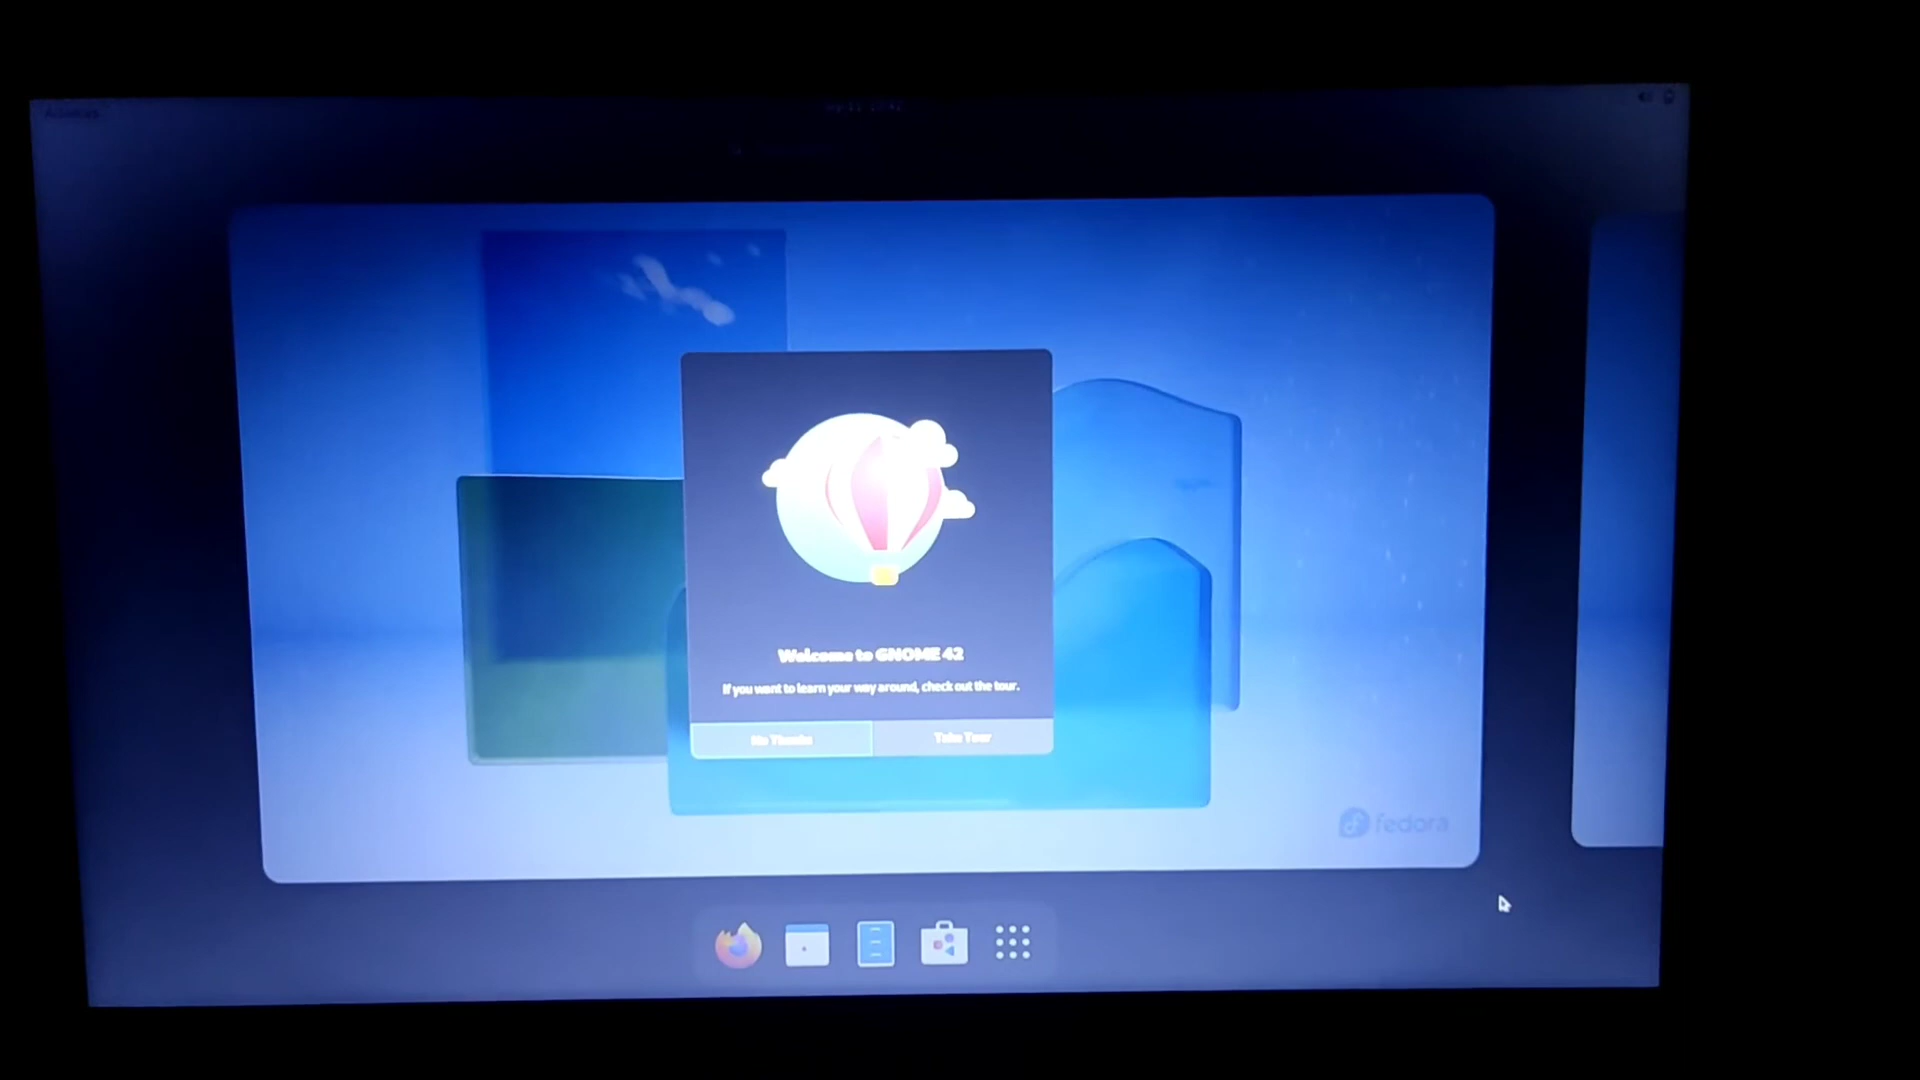 Activities
Welcome to GNOME 42
If you want to learn your way around, check out the tour.
No Thanks
Take Tour
fedora